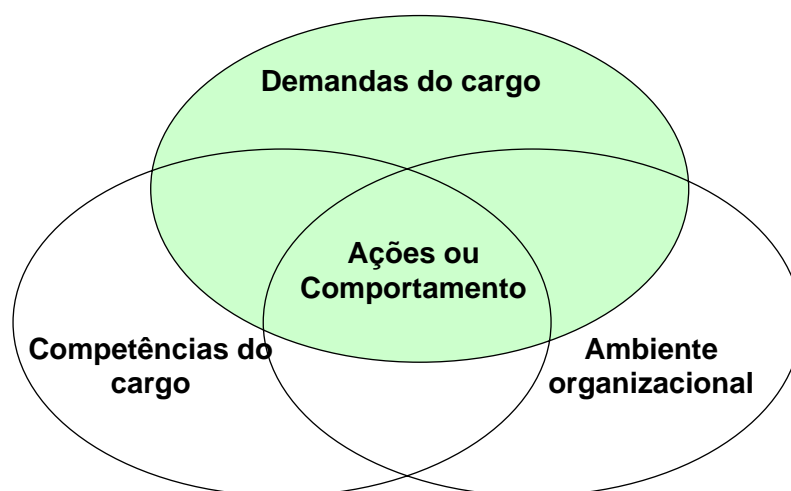 Demandas do cargo
Ações ou
Comportamento
Competências do
cargo
Ambiente
organizacional